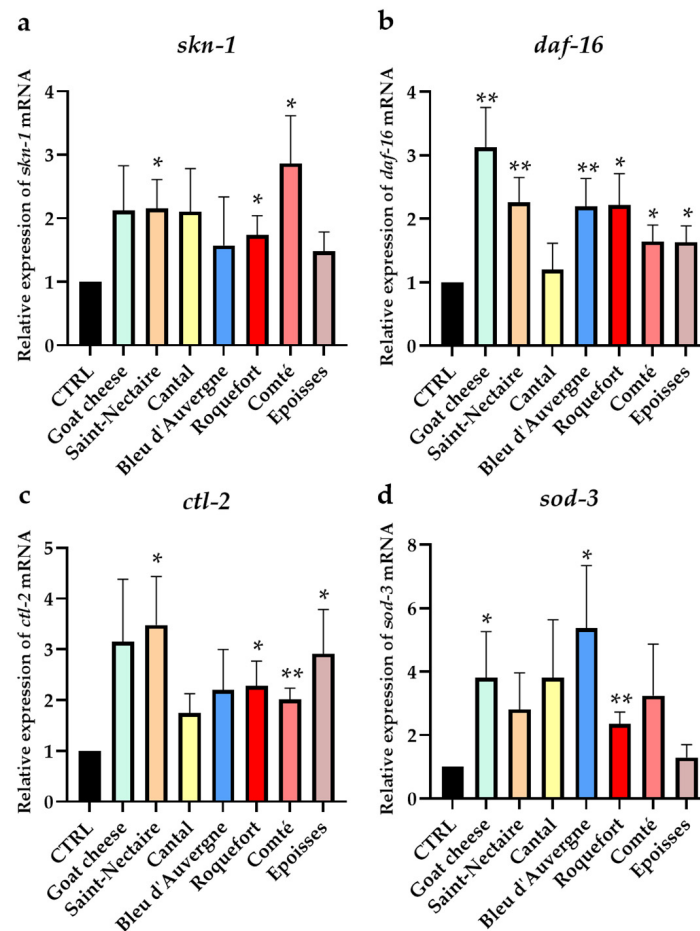 a
skn-1
Relative expression of skn-1 mRNA
4
3
2
1
0
*
*
*
CTRL
Goat cheese
Saint-Nectaire
Cantal
Bleu d'Auvergne
Roquefort
Comté
Epoisses
b
daf-16
Relative expression of daf-16 mRNA
4
3
2
1
0
**
**
**
*
*
*
CTRL
Goat cheese
Saint-Nectaire
Cantal
Bleu d'Auvergne
Roquefort
Comté
Epoisses
c
ctl-2
Relative expression of ctl-2 mRNA
5
4
3
2
1
0
*
*
**
*
CTRL
Goat cheese
Saint-Nectaire
Cantal
Bleu d'Auvergne
Roquefort
Comté
Epoisses
d
sod-3
Relative expression of sod-3 mRNA
8
6
4
2
0
*
*
**
CTRL
Goat cheese
Saint-Nectaire
Cantal
Bleu d'Auvergne
Roquefort
Comté
Epoisses